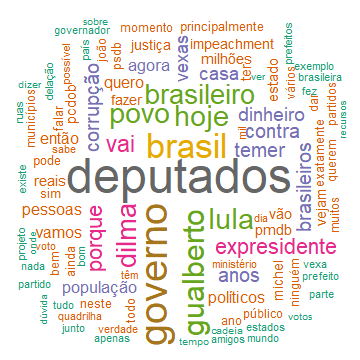 sobre
governador
momento principalmente
país
possível
joão
psdb
justiça
impeachment
prefeitos
milhões
delação
vexas
agora
casa
ter
estado
ver
vários
exemplo
brasileira
fez
dizer
ruas
municípios
falar
pcdob
corrupção
quero
fazer
brasileiro
dinheiro
mil
dar
partidos
recursos
então
sabe
povo
hoje
contra
vai
brasil
temer
brasileiros
vejam
exatamente
querem
muitos
pode
reais
sim
existe
deputados
pessoas
porque
dilma
governo
gualberto
lula
dia
vão
pmdb
expresidente
projeto
onde
voto
nada
vamos
bem
ainda
bom
têm
anos
ministério
michel
ninguém
vexa
prefeito
partido
população
todo
políticos
parte
dúvida
tudo
neste
quadrilha
junto
verdade
apenas
ano
público
cadeia
estados
votos
tempo
amigos
mundo